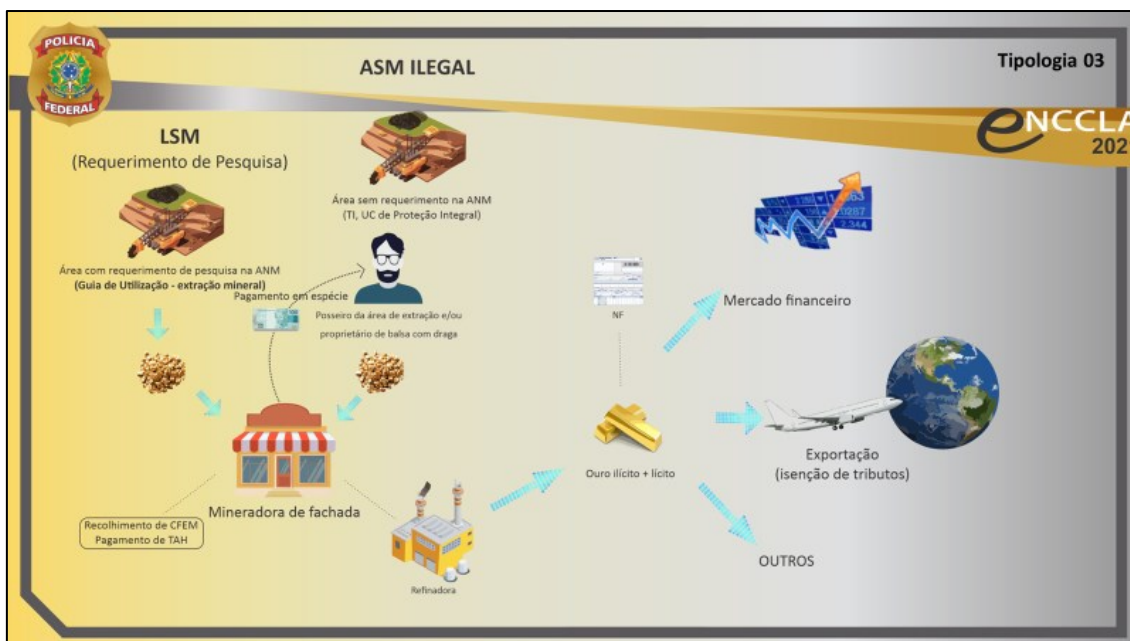 POLICIA
FEDERAL
ASM ILEGAL
Tipologia 03
eNCCLA
202
LSM
(Requerimento de Pesquisa)
Área sem requerimento na ANM
(TI, UC de Proteção Integral)
Área com requerimento de pesquisa na ANM
(Guia de Utilização - extração mineral)
Pagamento em espécie
Posseiro da área de extração e/ou
proprietário de balsa com draga
NF
Mercado financeiro
Mineradora de fachada
Recolhimento de CFEM
Pagamento de TAH
Refinadora
Ouro ilícito + lícito
Exportação
(isenção de tributos)
OUTROS